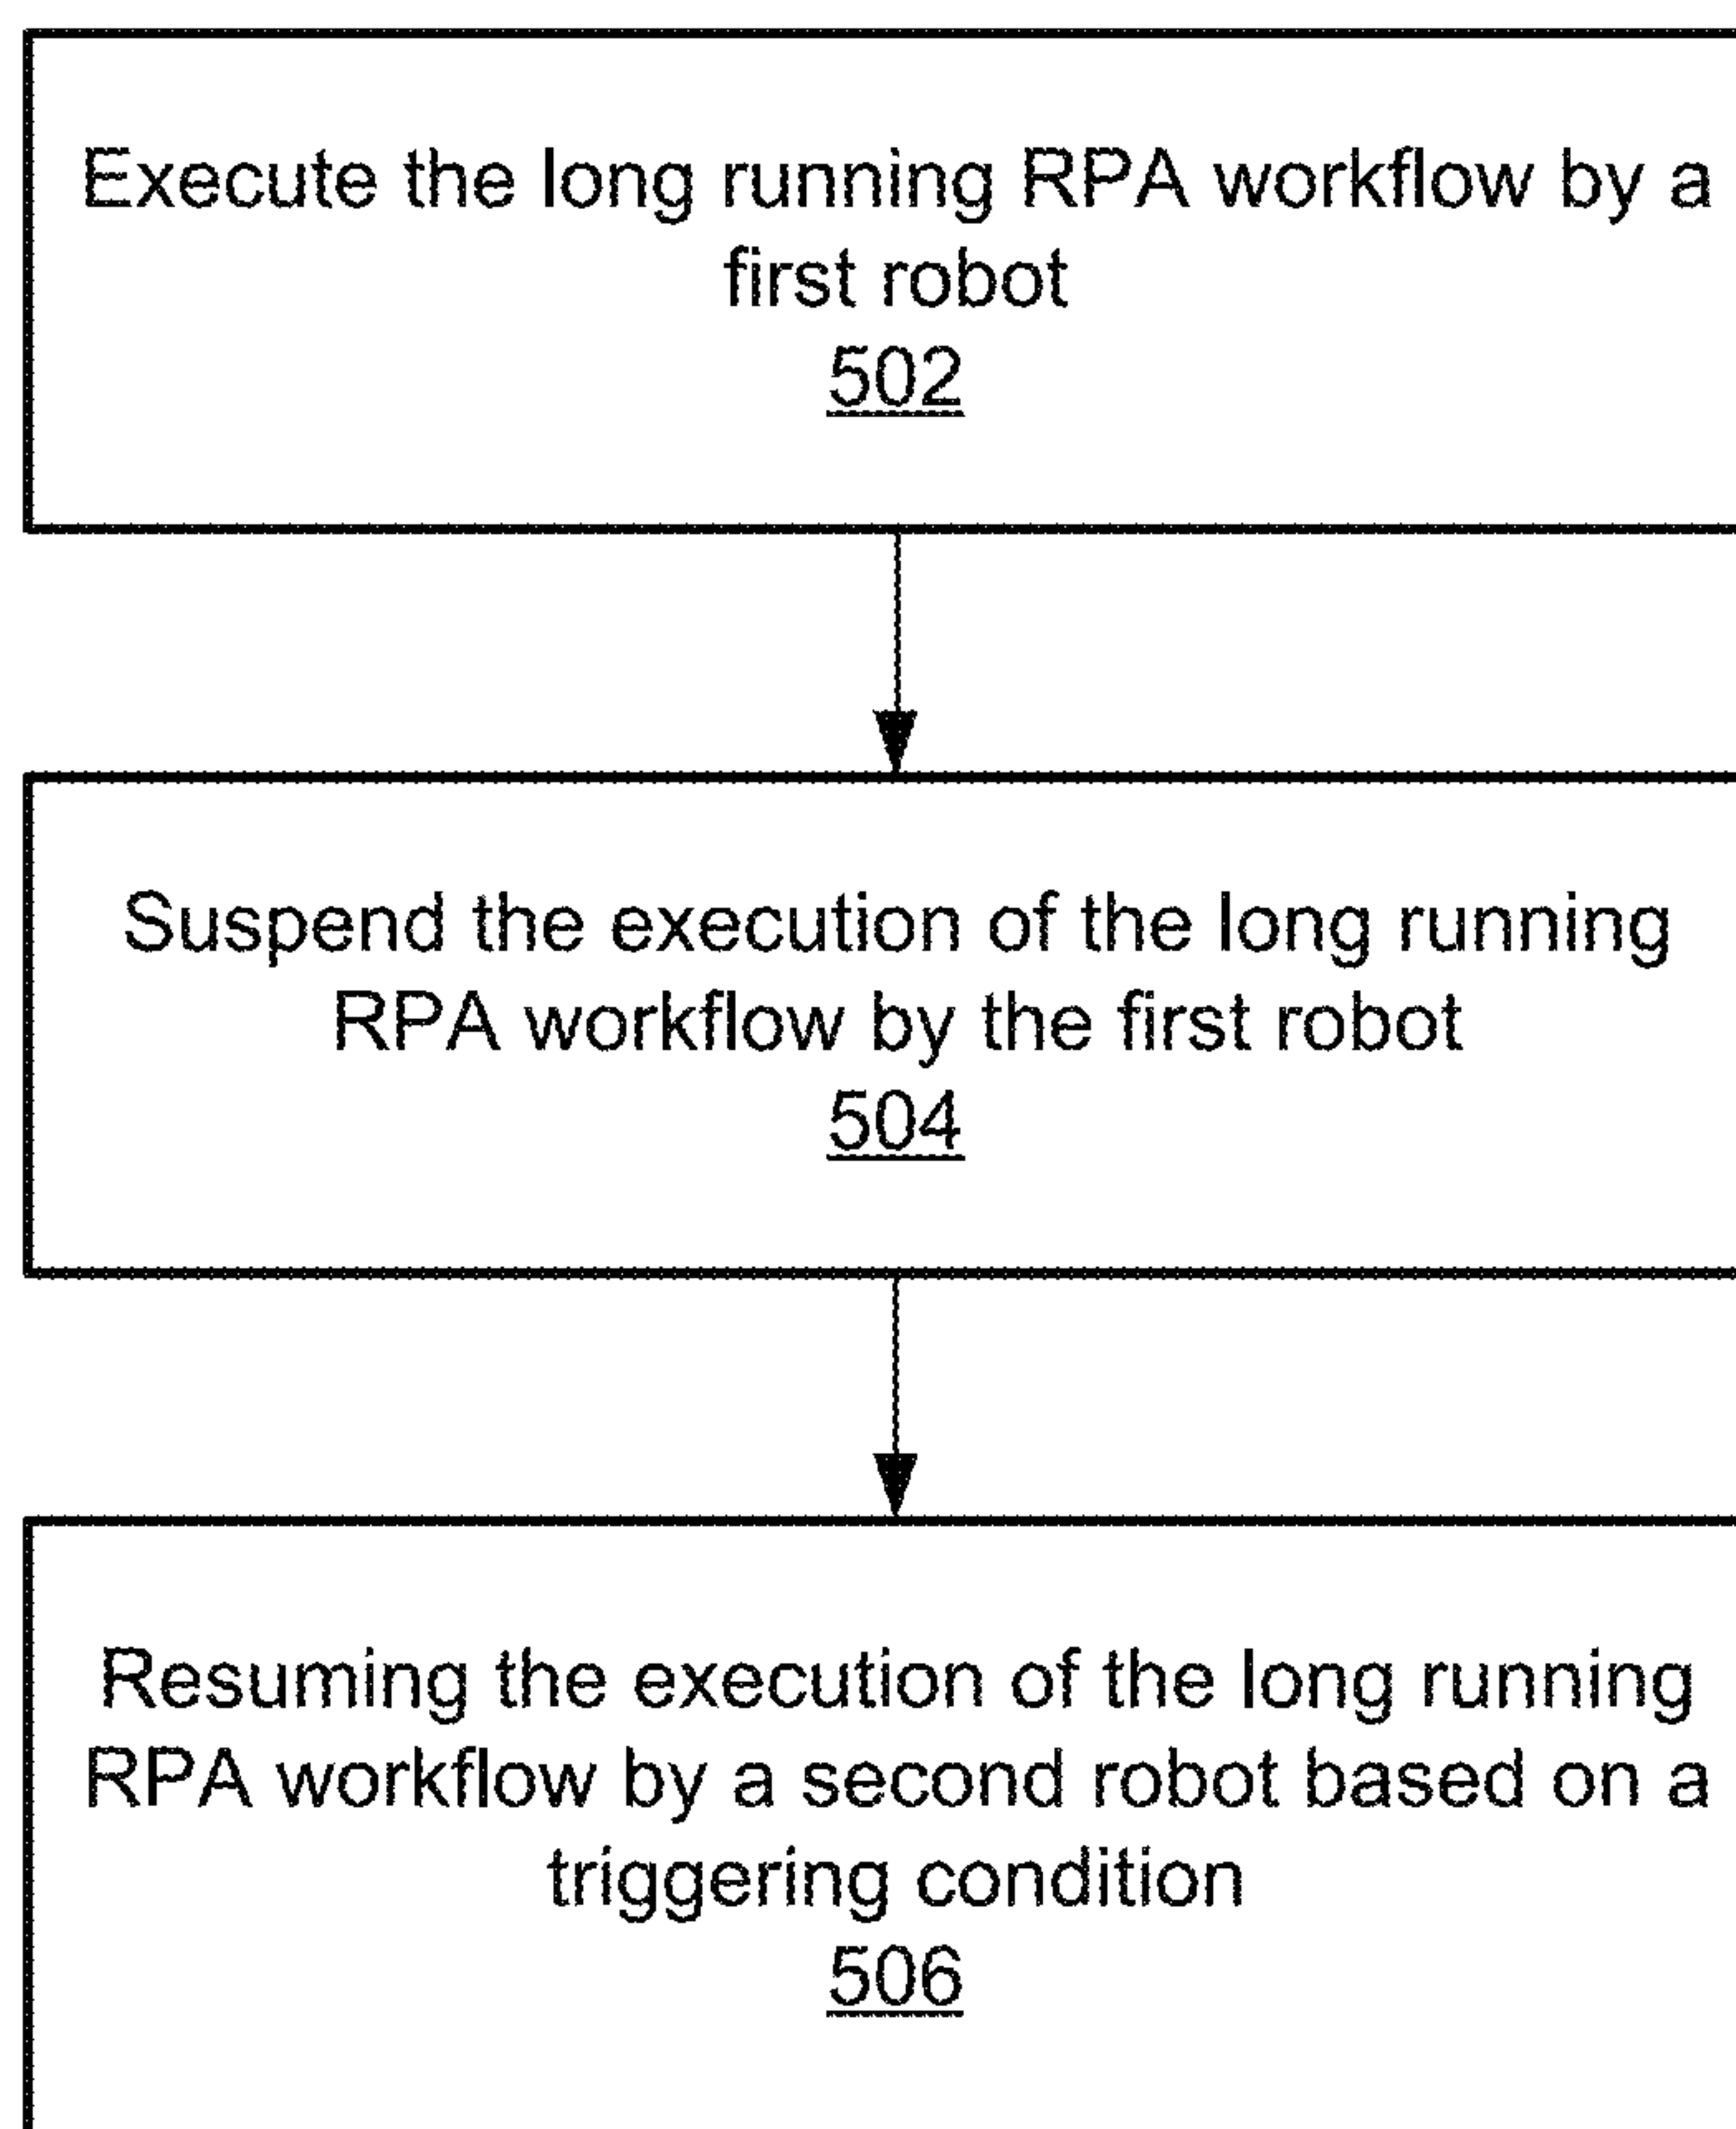 Execute the long running RPA workflow by a
first robot
502
Suspend the execution of the long running
RPA workflow by the first robot
504
Resuming the execution of the long running
RPA workflow by a second robot based on a
triggering condition
506